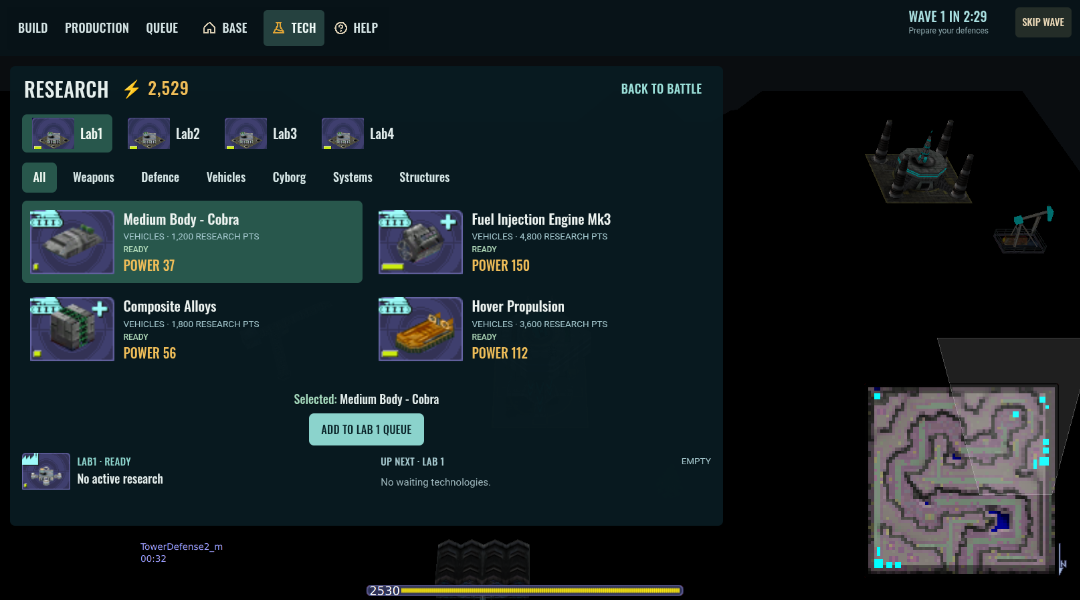 BUILD PRODUCTION QUEUE BASE TECH HELP
WAVE 1 IN 2:29
Prepare your defences
SKIP WAVE
RESEARCH 2,529
BACK TO BATTLE
Lab1 Lab2 Lab3 Lab4
All Weapons Defence Vehicles Cyborg Systems Structures
Medium Body - Cobra
VEHICLES · 1,200 RESEARCH PTS
READY
POWER 37
Fuel Injection Engine Mk3
VEHICLES · 4,800 RESEARCH PTS
READY
POWER 150
Composite Alloys
VEHICLES · 1,800 RESEARCH PTS
READY
POWER 56
Hover Propulsion
VEHICLES · 3,600 RESEARCH PTS
READY
POWER 112
Selected: Medium Body - Cobra
ADD TO LAB 1 QUEUE
LAB1 · READY
No active research
UP NEXT · LAB 1
EMPTY
No waiting technologies.
TowerDefense2_m
00:32
2530
N